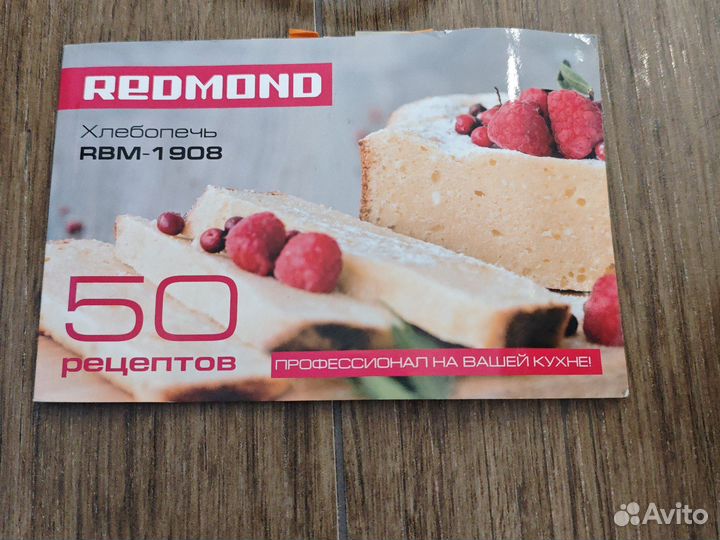 REDMOND
Хлебопечь
RBM-1908
50
рецептов
ПРОФЕССИОНАЛ НА ВАШЕЙ КУХНЕ!
Avito